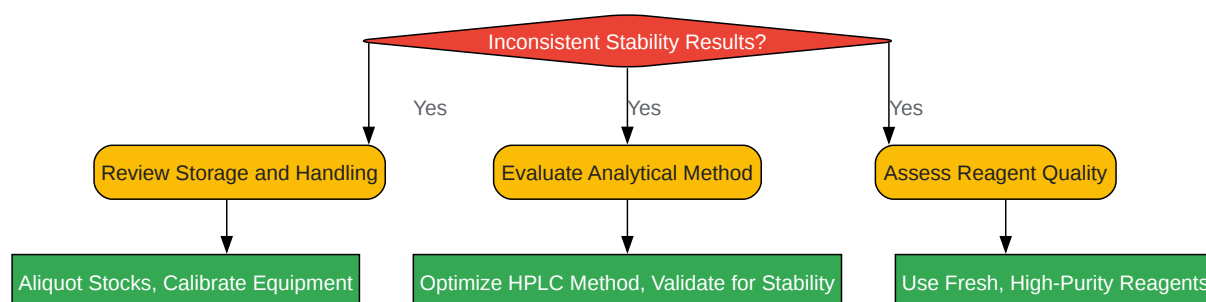 Inconsistent Stability Results?
Yes
Yes
Yes
Review Storage and Handling
Evaluate Analytical Method
Assess Reagent Quality
Aliquot Stocks, Calibrate Equipment
Optimize HPLC Method, Validate for Stability
Use Fresh, High-Purity Reagents